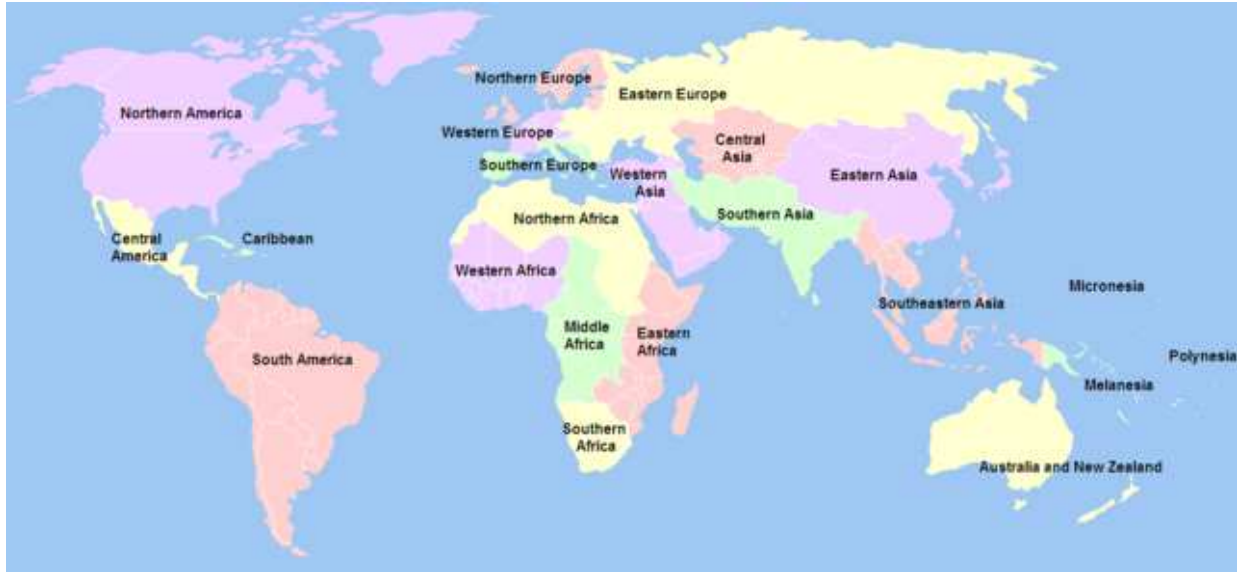 Northern America
Northern Europe
Eastern Europe
Western Europe
Southern Europe
Central
Asia
Western
Asia
Eastern Asia
Southern Asia
Northern Africa
Central
America
Caribbean
Western Africa
Middle
Africa
Eastern
Africa
Southeastern Asia
Micronesia
South America
Polynesia
Melanesia
Southern
Africa
Australia and New Zealand